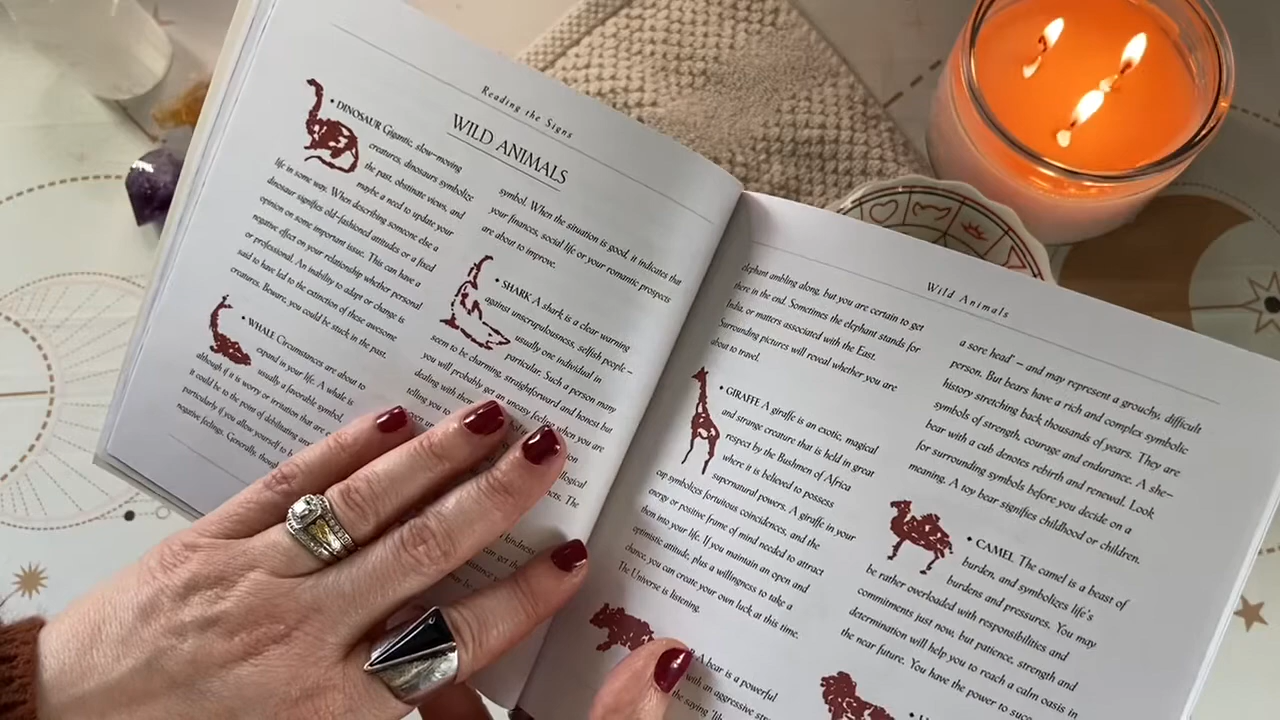 Reading the Signs
WILD ANIMALS
• DINOSAUR Gigantic, slow-moving
creatures, dinosaurs symbolize
the past, obstinate views, and
maybe a need to update your
life in some way. When describing someone else a
dinosaur signifies old-fashioned attitudes or a fixed
opinion on some important issue. This can have a
negative effect on your relationship whether personal
or professional. An inability to adapt or change is
said to have led to the extinction of these awesome
creatures. Beware, you could be stuck in the past.
• WHALE Circumstances are about to
expand in your life. A whale is
usually a favorable symbol,
although if it is worry or irritation that are
it could be to the point of debilitating
particularly if you allow yourself
negative feelings. Generally, though
symbol. When the situation is good, it indicates that
your finances, social life or your romantic prospects
are about to improve.
• SHARK A shark is a clear warning
against unscrupulousness, selfish people –
usually one individual in
particular. Such a person many
seem to be charming, straightforward and honest but
you will probably get an uneasy feeling when you are
dealing with them
telling you to
The
kindness
can get the
Wild Animals
elephant ambling along, but you are certain to get
there in the end. Sometimes the elephant stands for
India, or matters associated with the East.
Surrounding pictures will reveal whether you are
about to travel.
• GIRAFFE A giraffe is an exotic, magical
and strange creature that is held in great
respect by the Bushmen of Africa
where it is believed to possess
supernatural powers. A giraffe in your
cup symbolizes fortuitous coincidences, and the
energy or positive frame of mind needed to attract
them into your life. If you maintain an open and
optimistic attitude, plus a willingness to take a
chance, you can create your own luck at this time.
The Universe is listening.
A bear is a powerful
with an aggressive
the saying 'like
a sore head' – and may represent a grouchy, difficult
person. But bears have a rich and complex symbolic
history stretching back thousands of years. They are
symbols of strength, courage and endurance. A she-
bear with a cub denotes rebirth and renewal. Look
for surrounding symbols before you decide on a
meaning. A toy bear signifies childhood or children.
• CAMEL The camel is a beast of
burden, and symbolizes life's
burdens and pressures. You may
be rather overloaded with responsibilities and
commitments just now, but patience, strength and
determination will help you to reach a calm oasis in
the near future. You have the power to